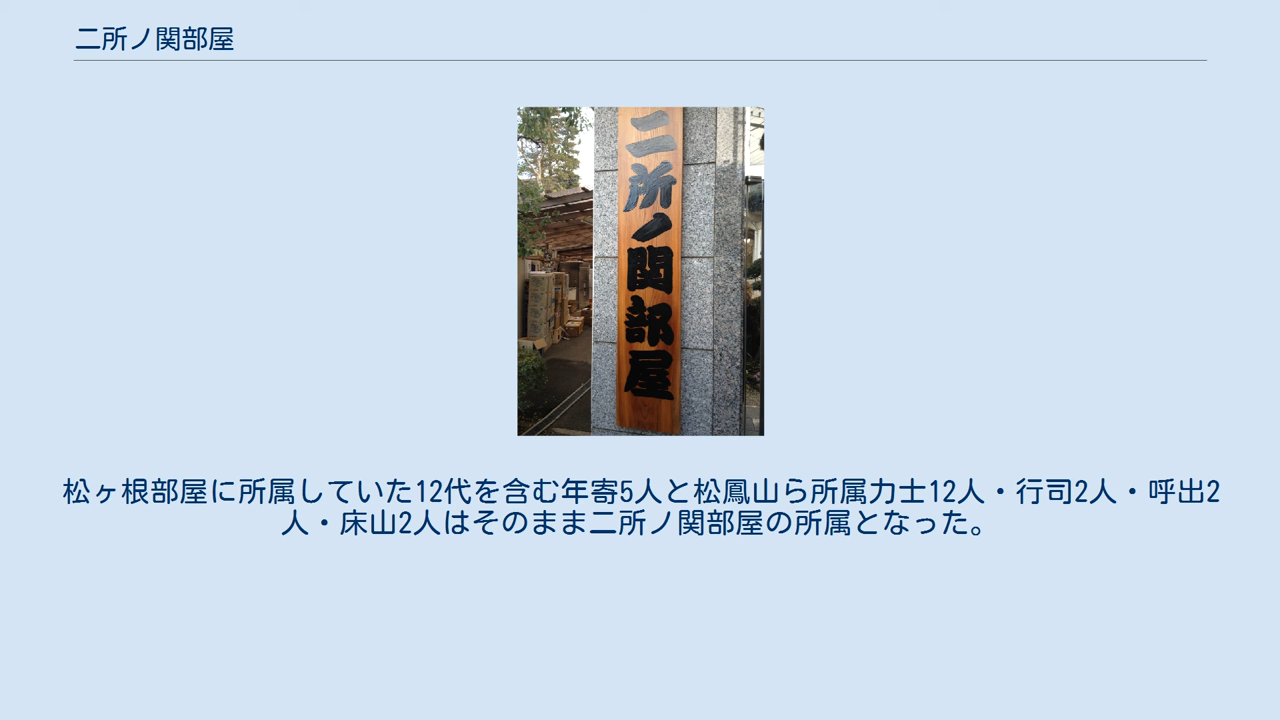 二所ノ関部屋
二所ノ関部屋
松ヶ根部屋に所属していた12代を含む年寄5人と松鳳山ら所属力士12人・行司2人・呼出2
人・床山2人はそのまま二所ノ関部屋の所属となった。